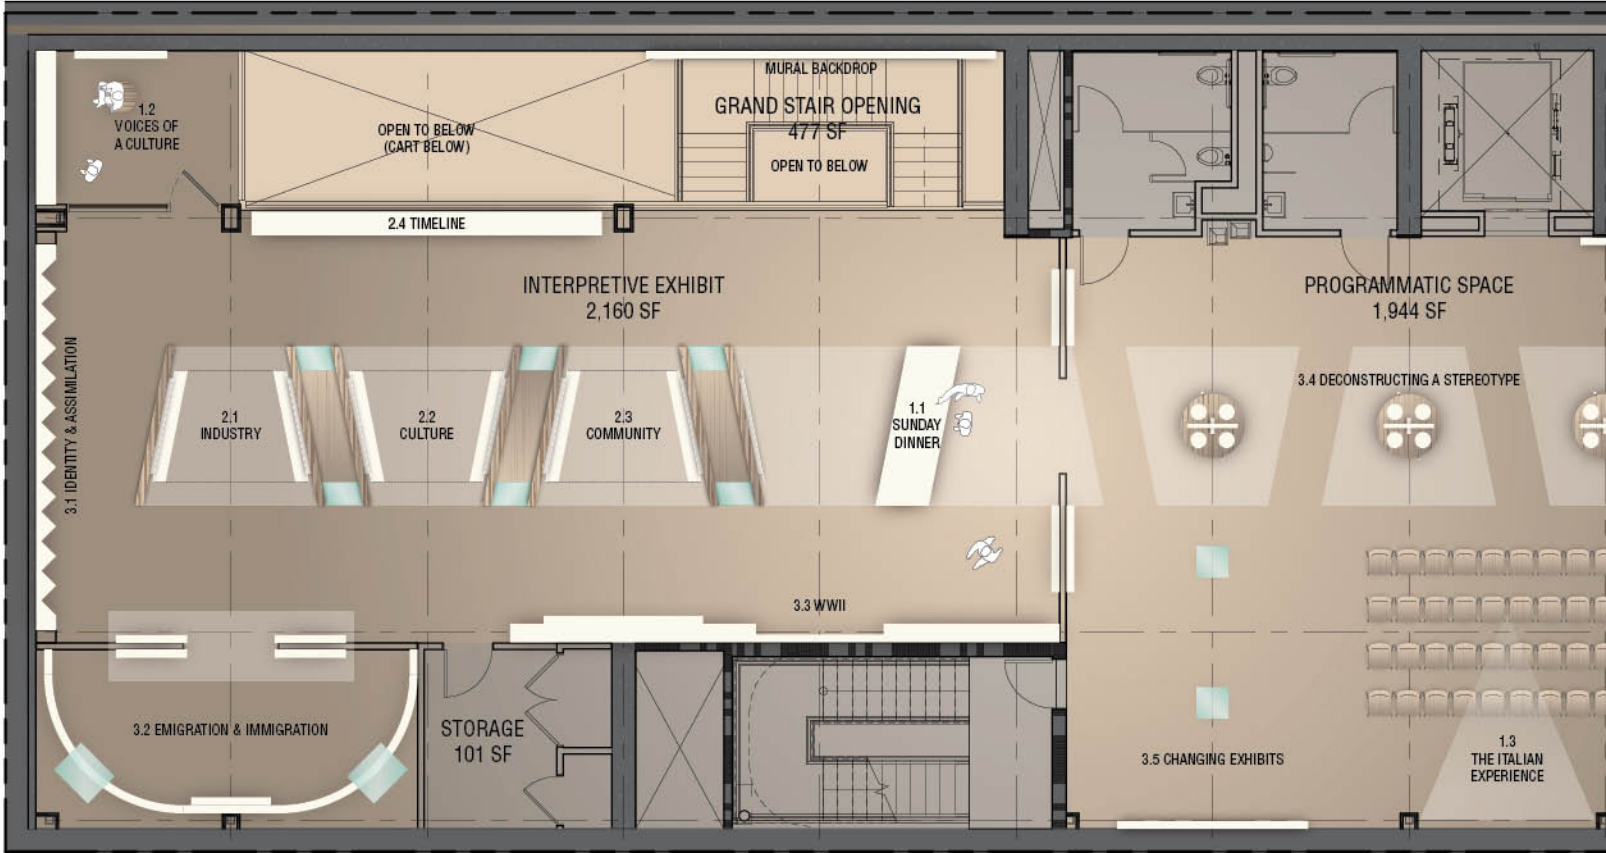 MURAL BACKDROP
GRAND STAIR OPENING
477 SF
OPEN TO BELOW
1.2
VOICES OF
A CULTURE
OPEN TO BELOW
(CART BELOW)
2.4 TIMELINE
INTERPRETIVE EXHIBIT
2,160 SF
PROGRAMMATIC SPACE
1,944 SF
3.1 IDENTITY & ASSIMILATION
2.1
INDUSTRY
2.2
CULTURE
2.3
COMMUNITY
1.1
SUNDAY
DINNER
3.4 DECONSTRUCTING A STEREOTYPE
3.3 WWII
3.2 EMIGRATION & IMMIGRATION
STORAGE
101 SF
3.5 CHANGING EXHIBITS
1.3
THE ITALIAN
EXPERIENCE